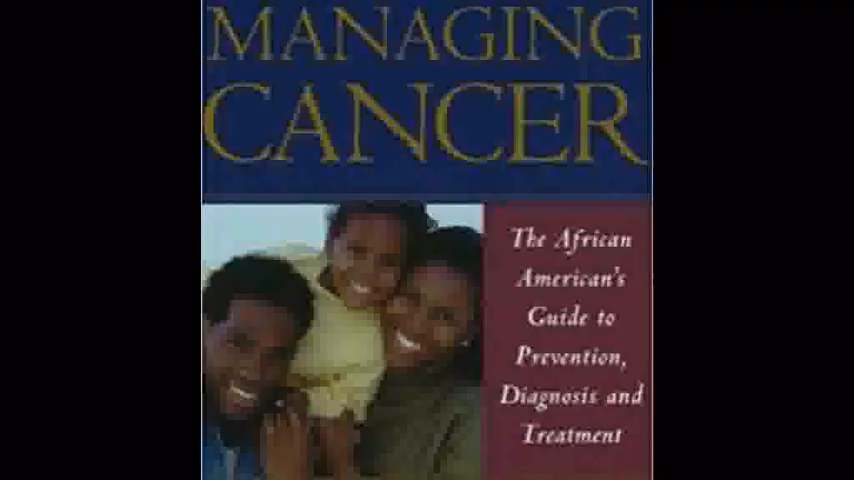 MANAGING
CANCER
The African
American's
Guide to
Prevention,
Diagnosis and
Treatment